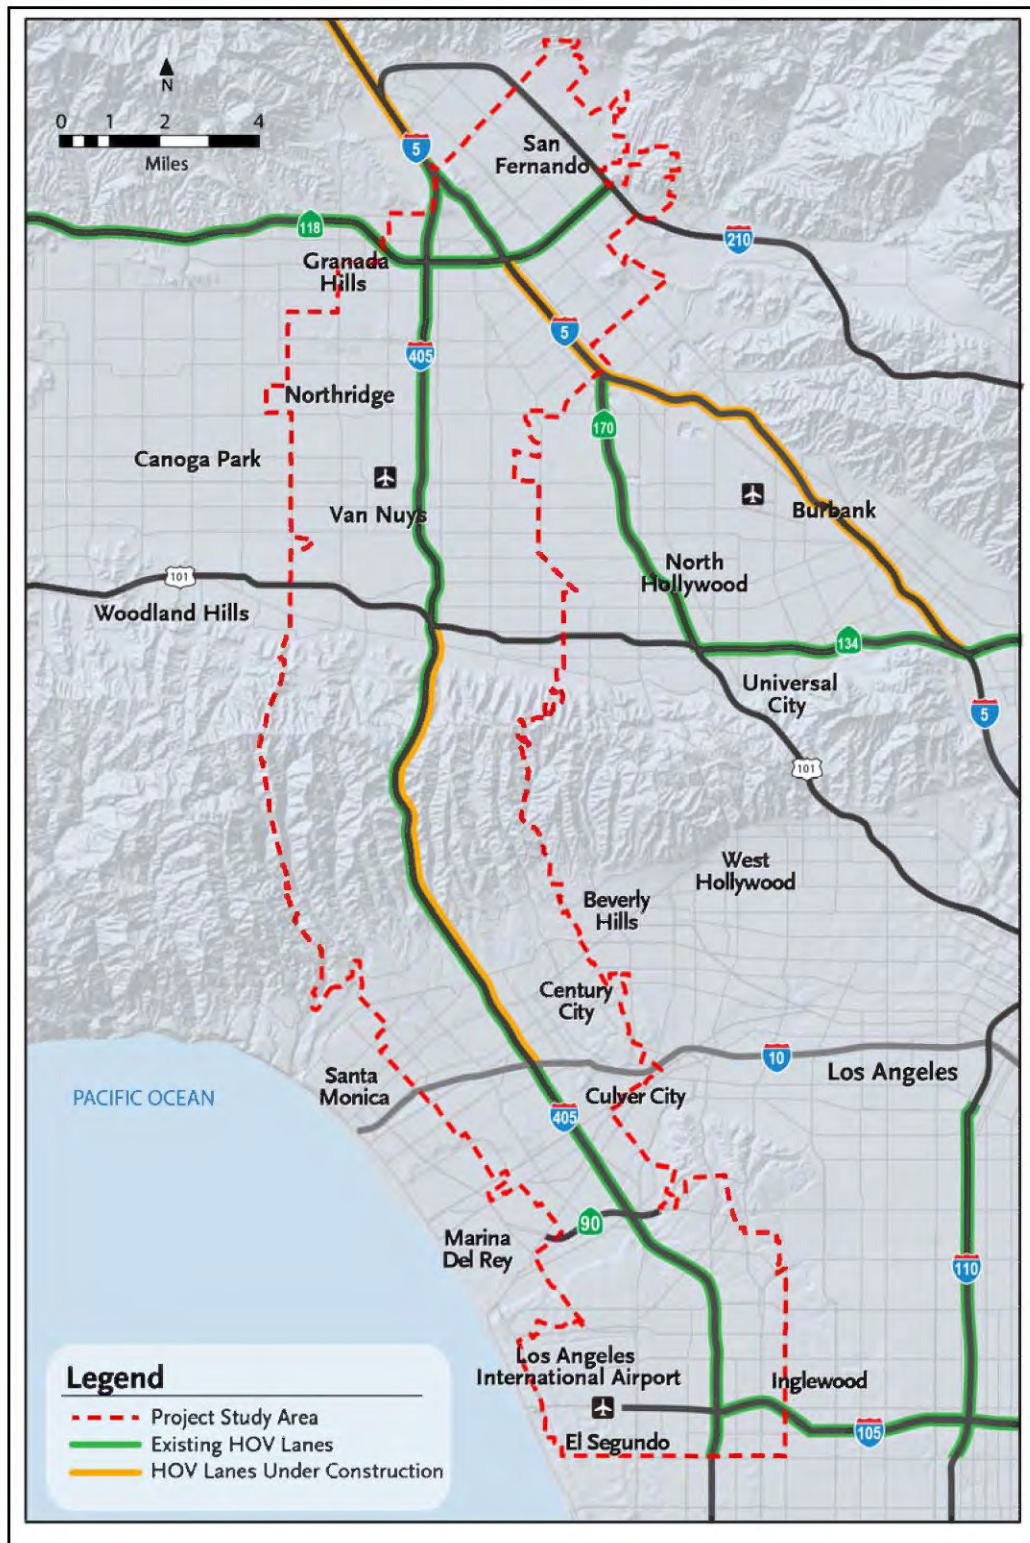 N
0 1 2 4
Miles
5
San
Fernando
118
210
Granada
Hills
5
405
Northridge
170
Canoga Park
Van Nuys
Burbank
North
Hollywood
101
Woodland Hills
134
Universal
City
5
101
West
Hollywood
Beverly
Hills
Century
City
10
Los Angeles
Santa
Monica
Culver City
PACIFIC OCEAN
405
90
Marina
Del Rey
110
Los Angeles
International Airport
Inglewood
105
El Segundo
Legend
Project Study Area
Existing HOV Lanes
HOV Lanes Under Construction